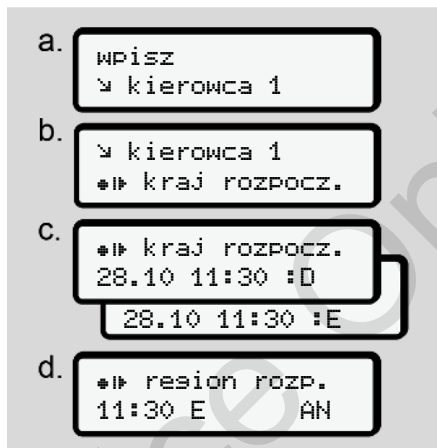 a.
wpisz
↘ kierowca 1
b.
↘ kierowca 1
●I▶ kraj rozpocz.
c.
●I▶ kraj rozpocz.
28.10 11:30 :D
28.10 11:30 :E
d.
●I▶ region rozp.
11:30 E AN